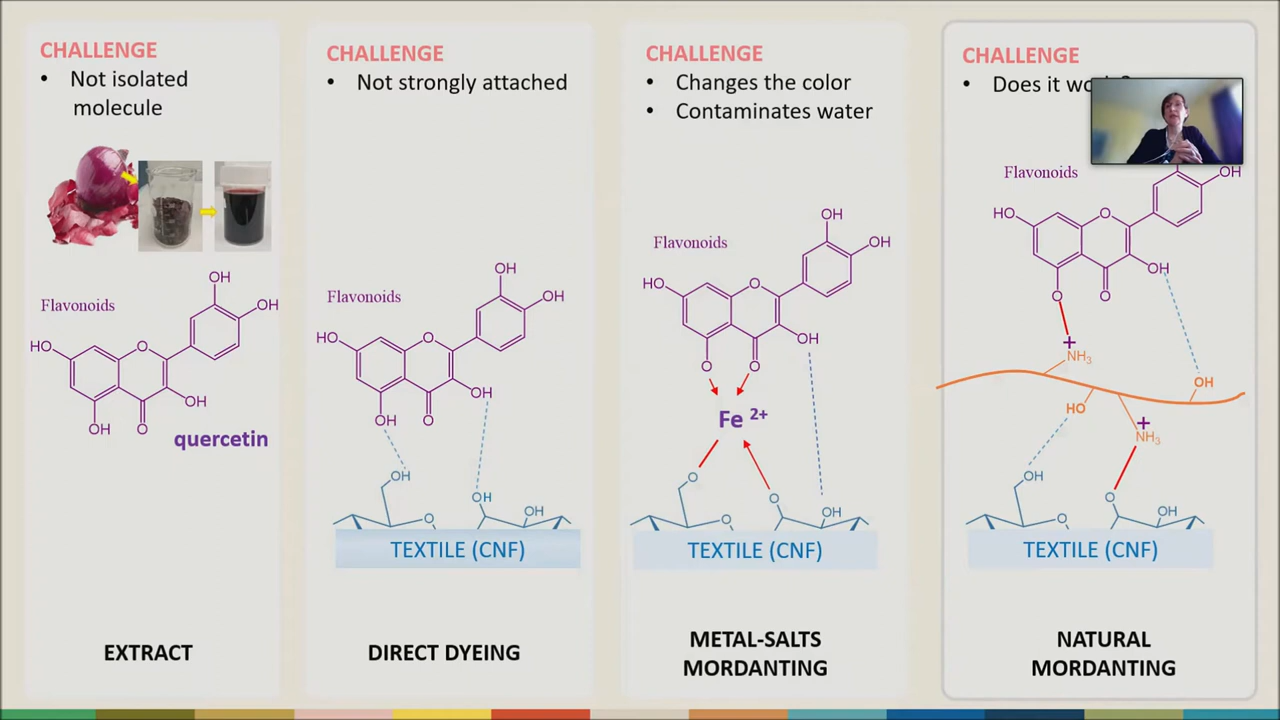 CHALLENGE
• Not isolated
molecule
Flavonoids
OH
OH
HO
O
OH
OH
O
quercetin
EXTRACT
CHALLENGE
• Not strongly attached
Flavonoids
OH
OH
HO
O
OH
OH
O
OH
OH
OH
O
TEXTILE (CNF)
DIRECT DYEING
CHALLENGE
• Changes the color
• Contaminates water
Flavonoids
OH
OH
HO
O
OH
O
O
Fe 2+
O
O
OH
O
TEXTILE (CNF)
METAL-SALTS
MORDANTING
CHALLENGE
• Does it
Flavonoids
OH
HO
O
OH
O
O
+
NH3
OH
HO
+
NH3
OH
O
OH
O
TEXTILE (CNF)
NATURAL
MORDANTING